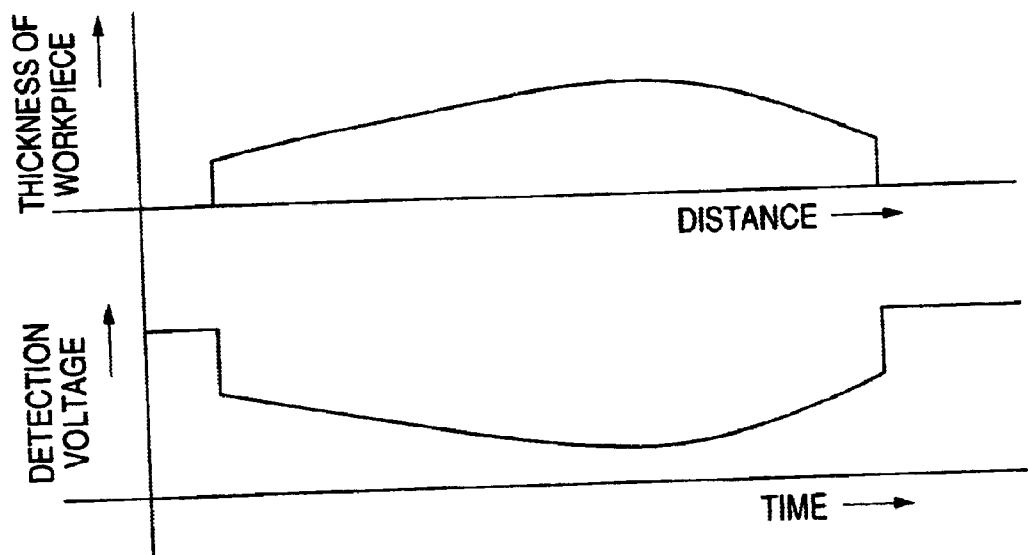 THICKNESS OF
WORKPIECE
DISTANCE
DETECTION
VOLTAGE
TIME